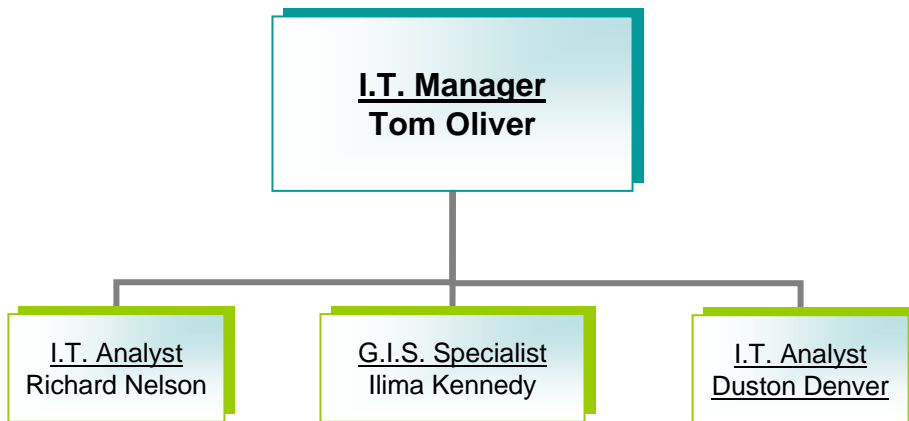 I.T. Manager
Tom Oliver
I.T. Analyst
Richard Nelson
G.I.S. Specialist
Ilima Kennedy
I.T. Analyst
Duston Denver